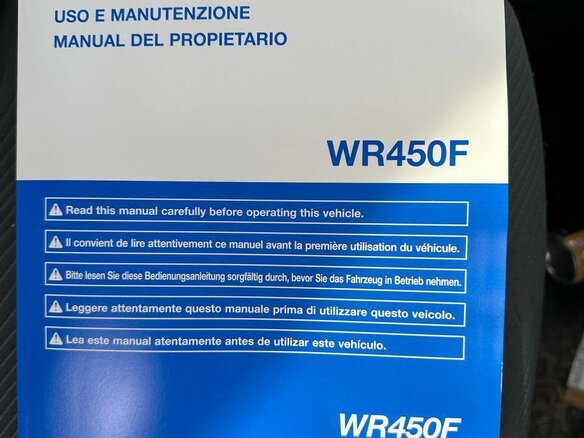 USO E MANUTENZIONE
MANUAL DEL PROPIETARIO
WR450F
Read this manual carefully before operating this vehicle.
Il convient de lire attentivement ce manuel avant la première utilisation du véhicule.
Bitte lesen Sie diese Bedienungsanleitung sorgfältig durch, bevor Sie das Fahrzeug in Betrieb nehmen.
Leggere attentamente questo manuale prima di utilizzare questo veicolo.
Lea este manual atentamente antes de utilizar este vehículo.
WR450F